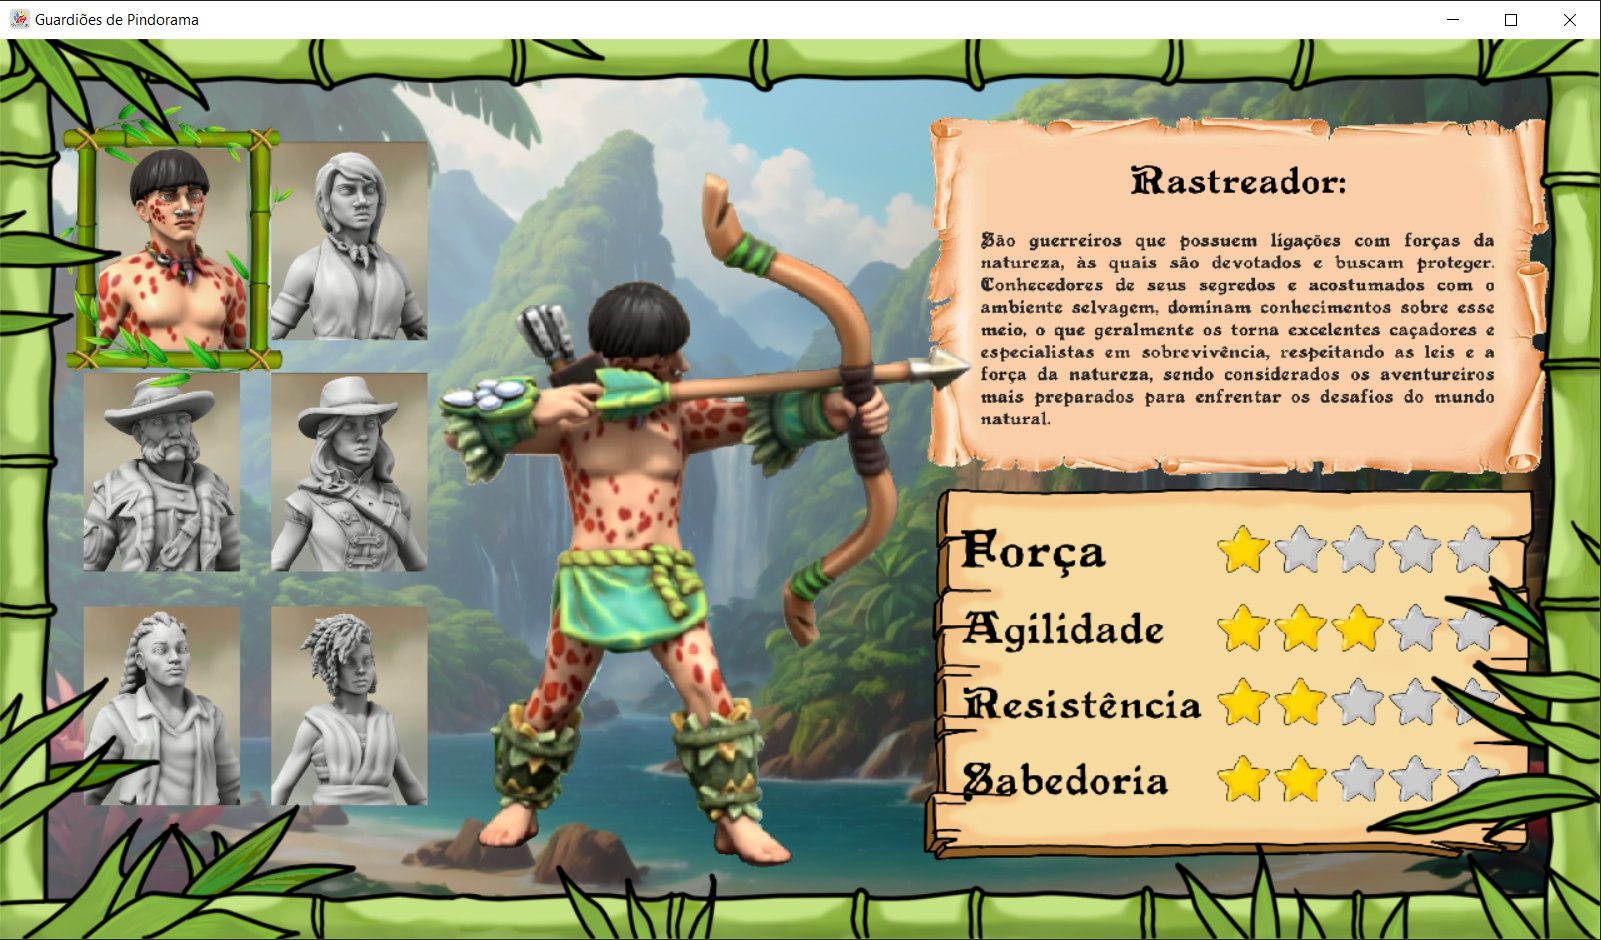 Guardiões de Pindorama
Rastreador:
São guerreiros que possuem ligações com forças da
natureza, às quais são devotados e buscam proteger.
Conhecedores de seus segredos e acostumados com o
ambiente selvagem, dominam conhecimentos sobre esse
meio, o que geralmente os torna excelentes caçadores e
especialistas em sobrevivência, respeitando as leis e a
força da natureza, sendo considerados os aventureiros
mais preparados para enfrentar os desafios do mundo
natural.
Força
Agilidade
Resistência
Sabedoria